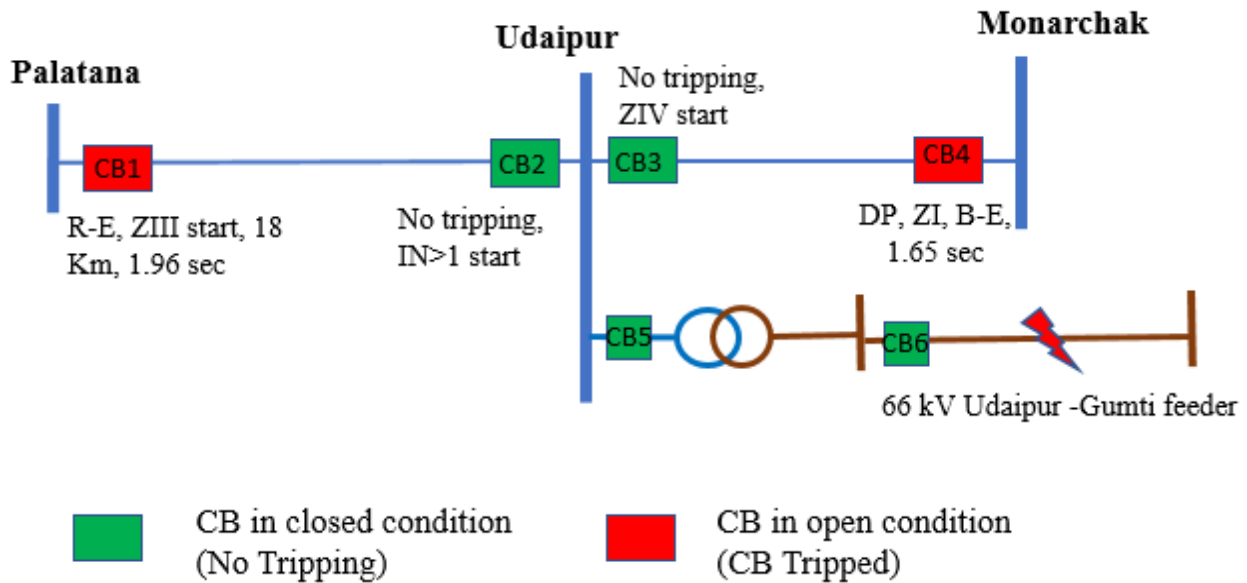 Palatana
Udaipur
Monarchak
No tripping,
ZIV start
CB1
CB2
CB3
CB4
R-E, ZIII start, 18
Km, 1.96 sec
No tripping,
IN>1 start
DP, ZI, B-E,
1.65 sec
CB5
CB6
66 kV Udaipur -Gumti feeder
CB in closed condition
(No Tripping)
CB in open condition
(CB Tripped)